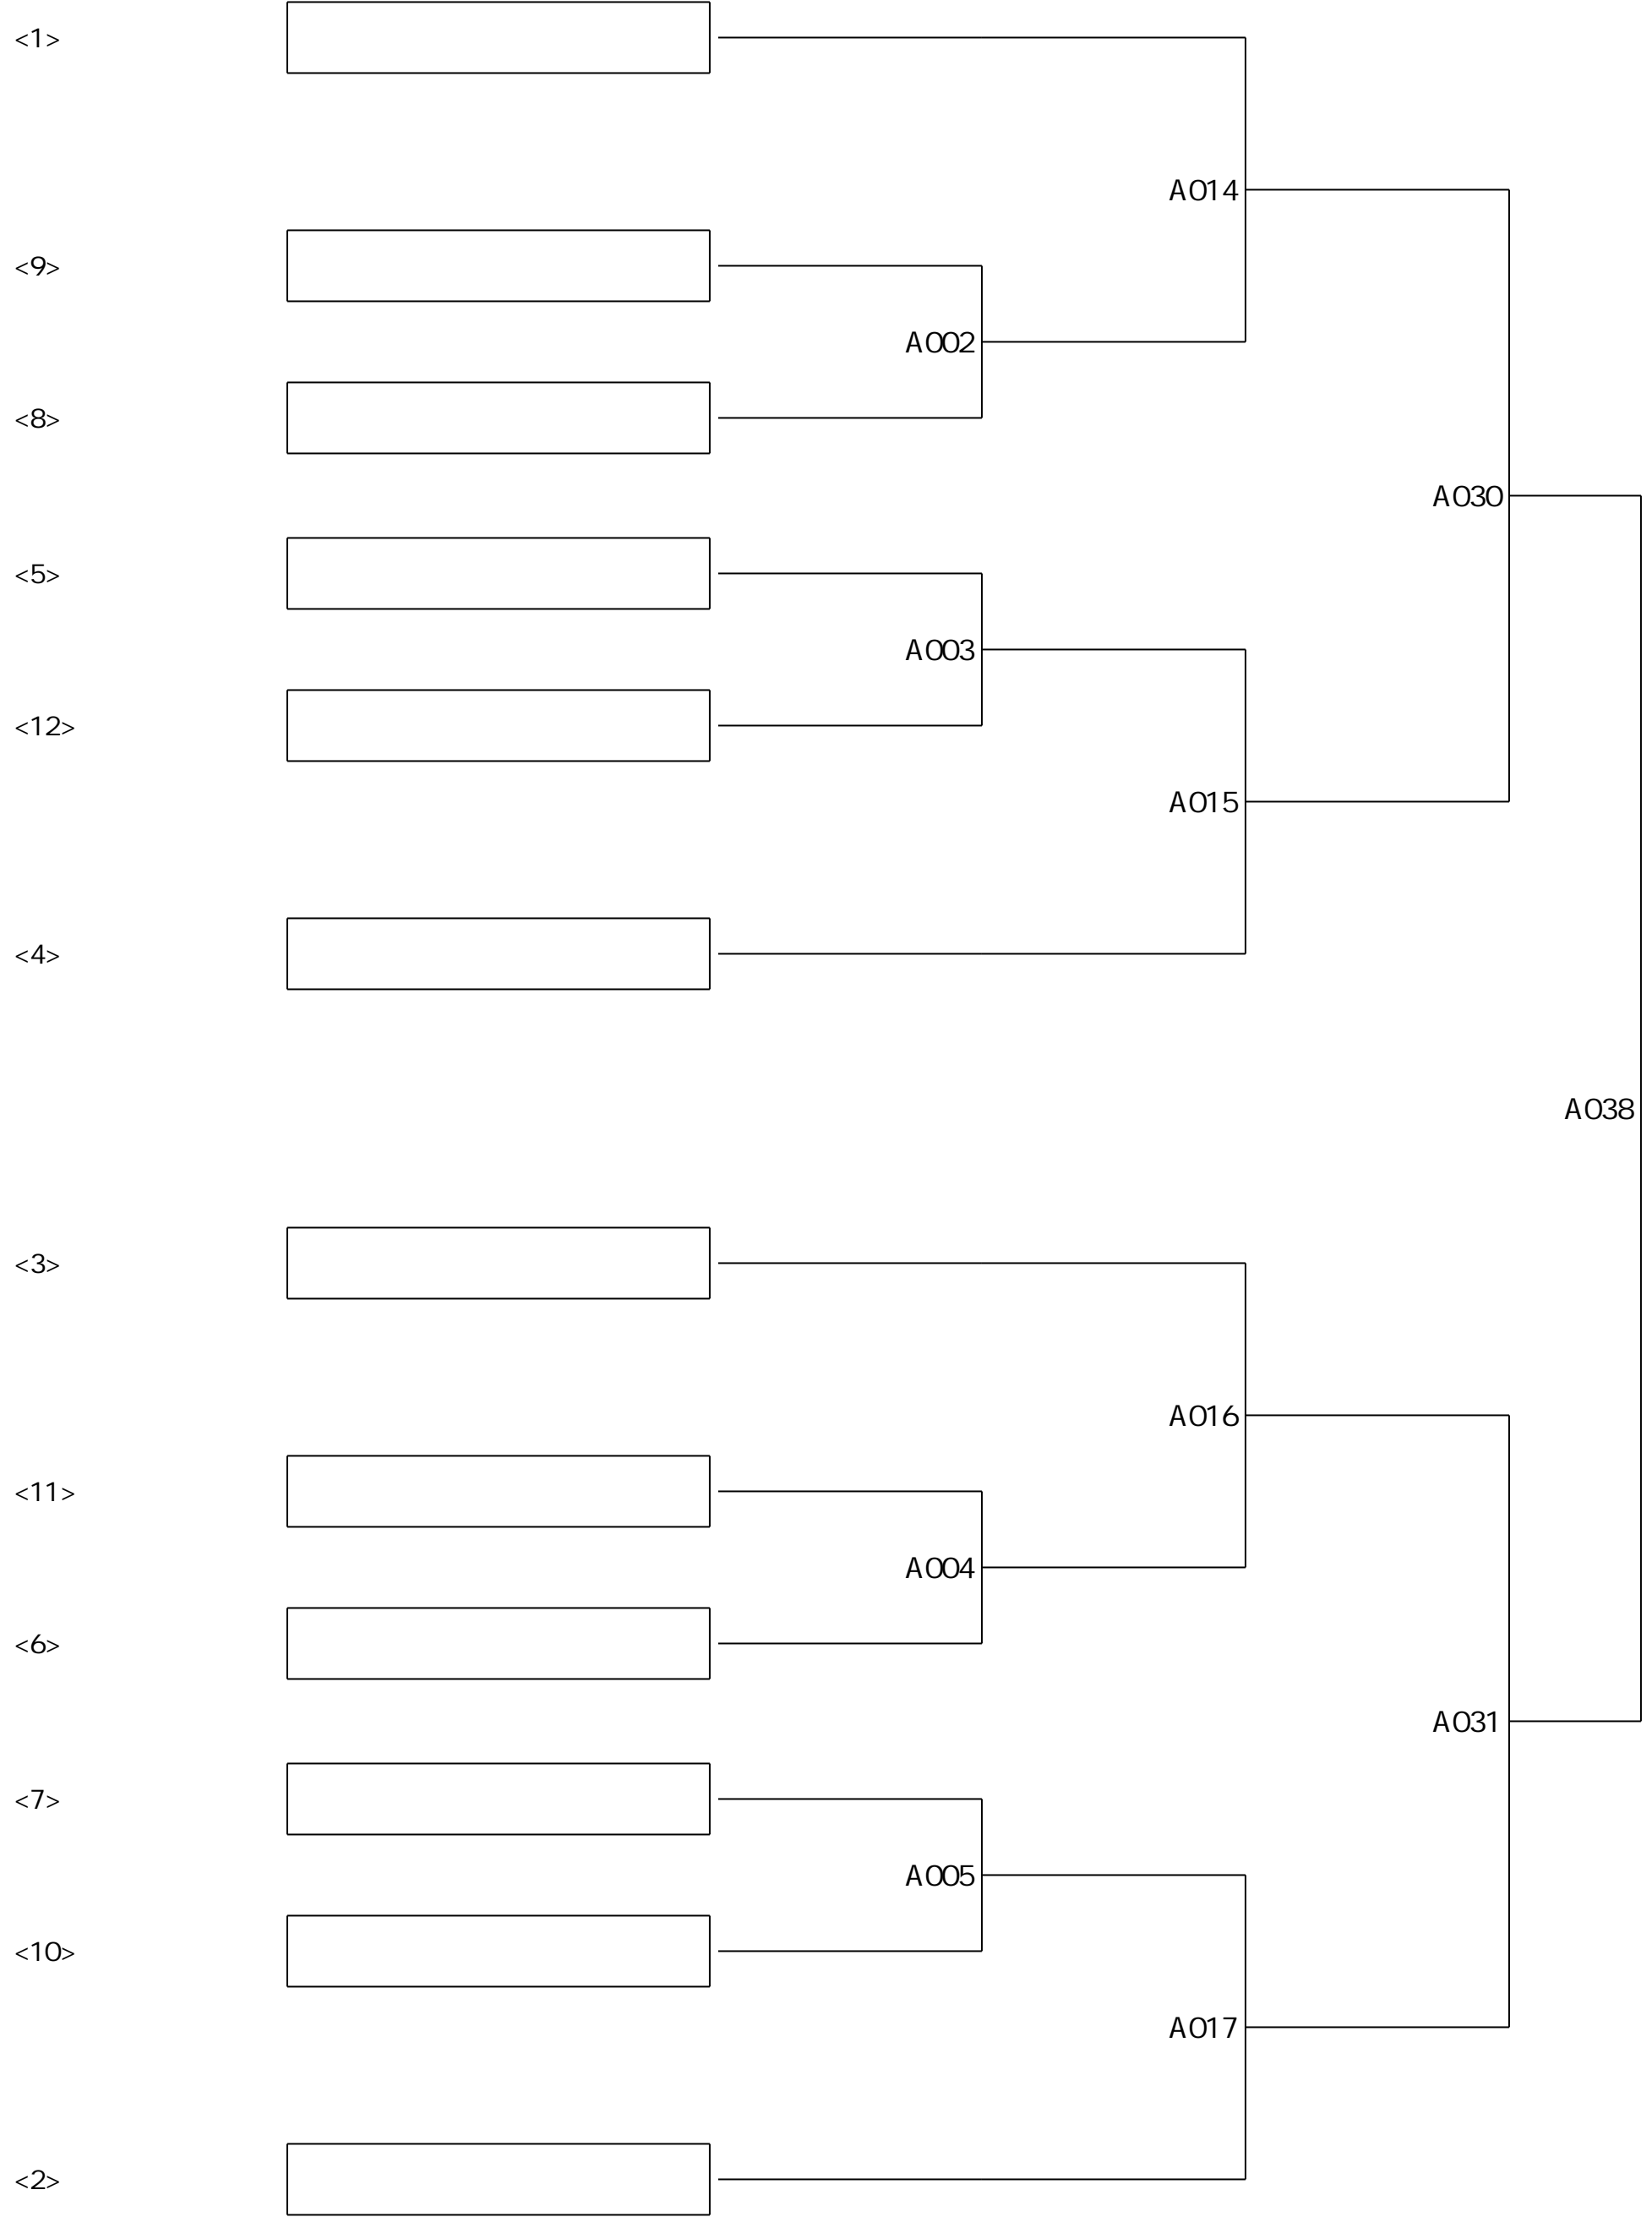 <1>
A014
<9>
A002
<8>
A030
<5>
A003
<12>
A015
<4>
A038
<3>
A016
<11>
A004
<6>
A031
<7>
A005
<10>
A017
<2>